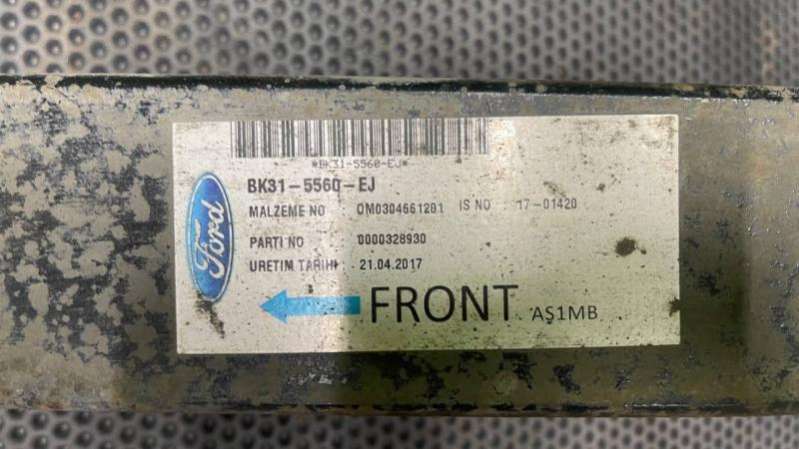 *BK31-5560-EJ*
BK31-5560-EJ
MALZEME NO : OM0304661201 IS NO : 17-01420
PARTI NO : 0000328930
URETIM TARIHI : 21.04.2017
Ford
FRONT AS1MB